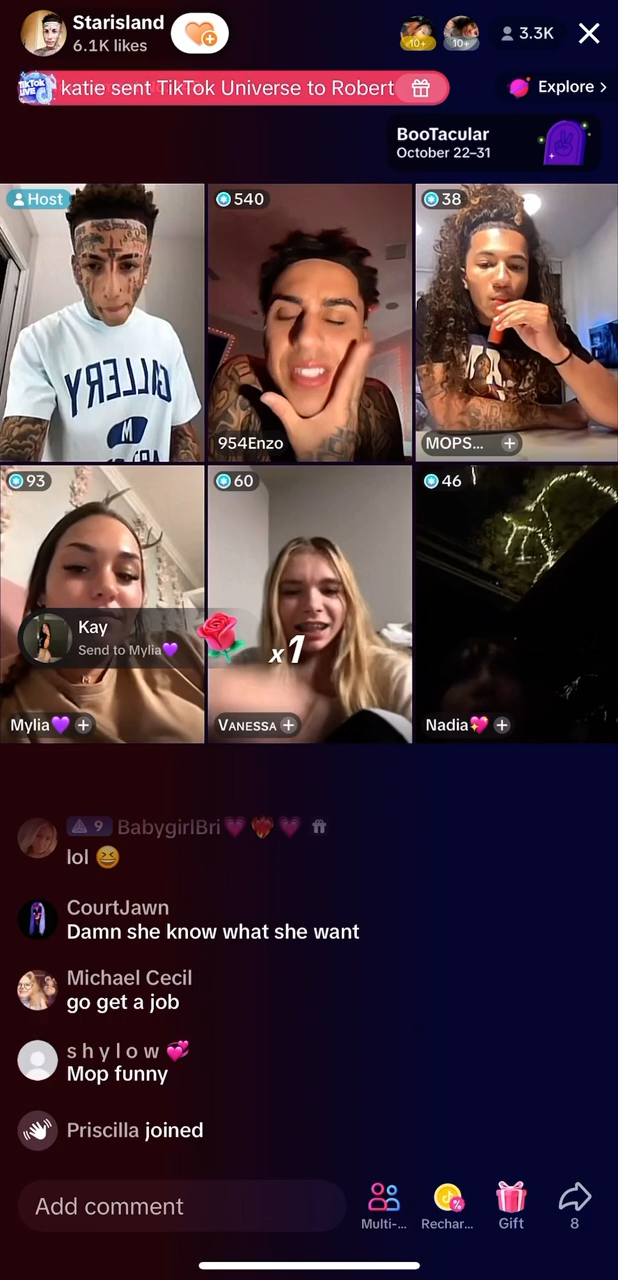 Starisland
6.1K likes
10+
10+
3.3K
TikTok LIVE
katie sent TikTok Universe to Robert
Explore >
BooTacular
October 22–31
Host
540
38
GALLERY
M
954Enzo
MOPS...
93
60
46
Kay
Send to Mylia💜
x1
Mylia💜
VANESSA
Nadia💖
9 BabygirlBri💗❤️‍🔥💗
lol 😆
CourtJawn
Damn she know what she want
Michael Cecil
go get a job
s h y l o w 💞
Mop funny
Priscilla joined
Add comment
Multi-...
Rechar...
Gift
8